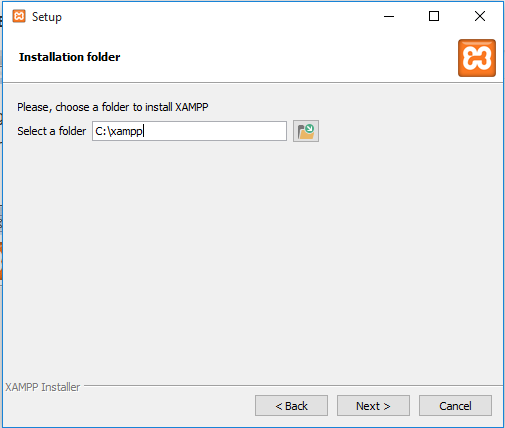 Setup
Installation folder
Please, choose a folder to install XAMPP
Select a folder C:\xampp
XAMPP Installer
< Back Next > Cancel